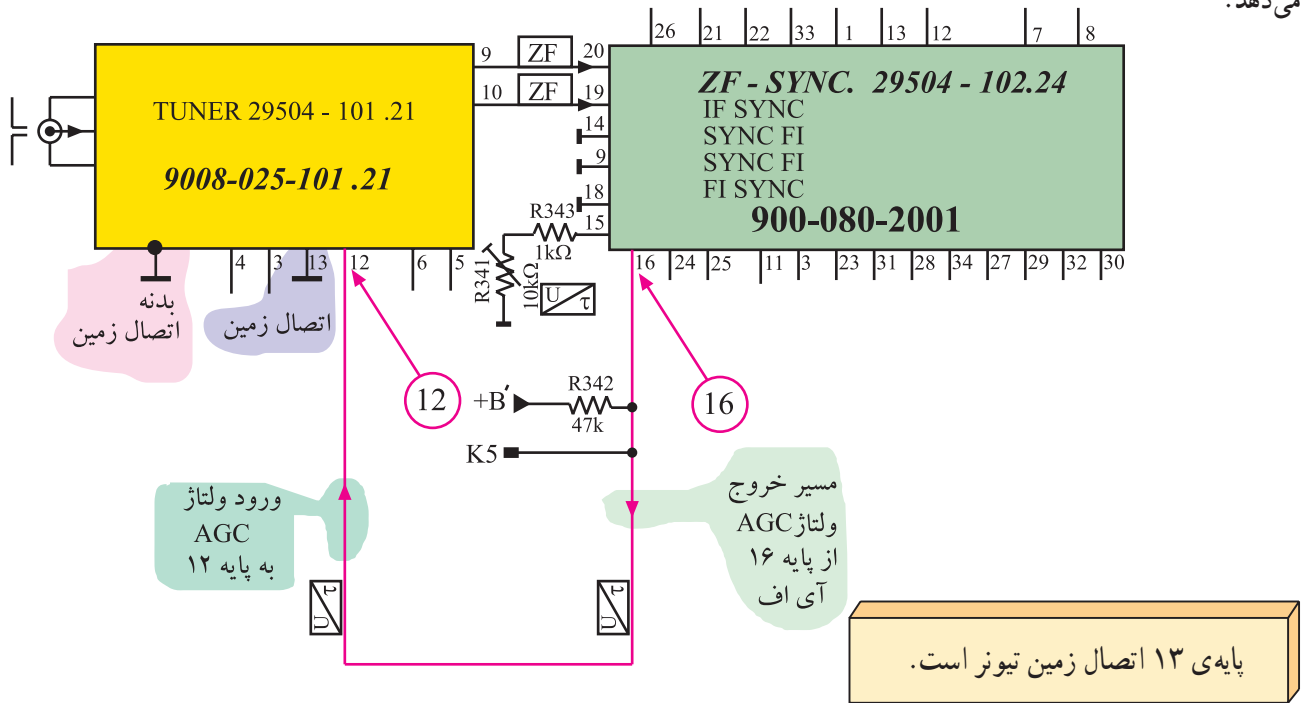 می‌دهد.
26 21 22 33 1 13 12 7 8
TUNER 29504 - 101 .21
9008-025-101 .21
9 ZF 20
10 ZF 19
14
9
18
15
ZF - SYNC. 29504 - 102.24
IF SYNC
SYNC FI
SYNC FI
FI SYNC
900-080-2001
4 3 13 12 6 5
16 24 25 11 3 23 31 28 34 27 29 32 30
R343
1kΩ
R341
10kΩ
U τ
بدنه
اتصال زمین
اتصال زمین
12
16
+B′
R342
47k
K5
ورود ولتاژ
AGC
به پایه ۱۲
مسیر خروج
ولتاژ AGC
از پایه ۱۶
آی اف
U τ
U τ
پایه‌ی ۱۳ اتصال زمین تیونر است.